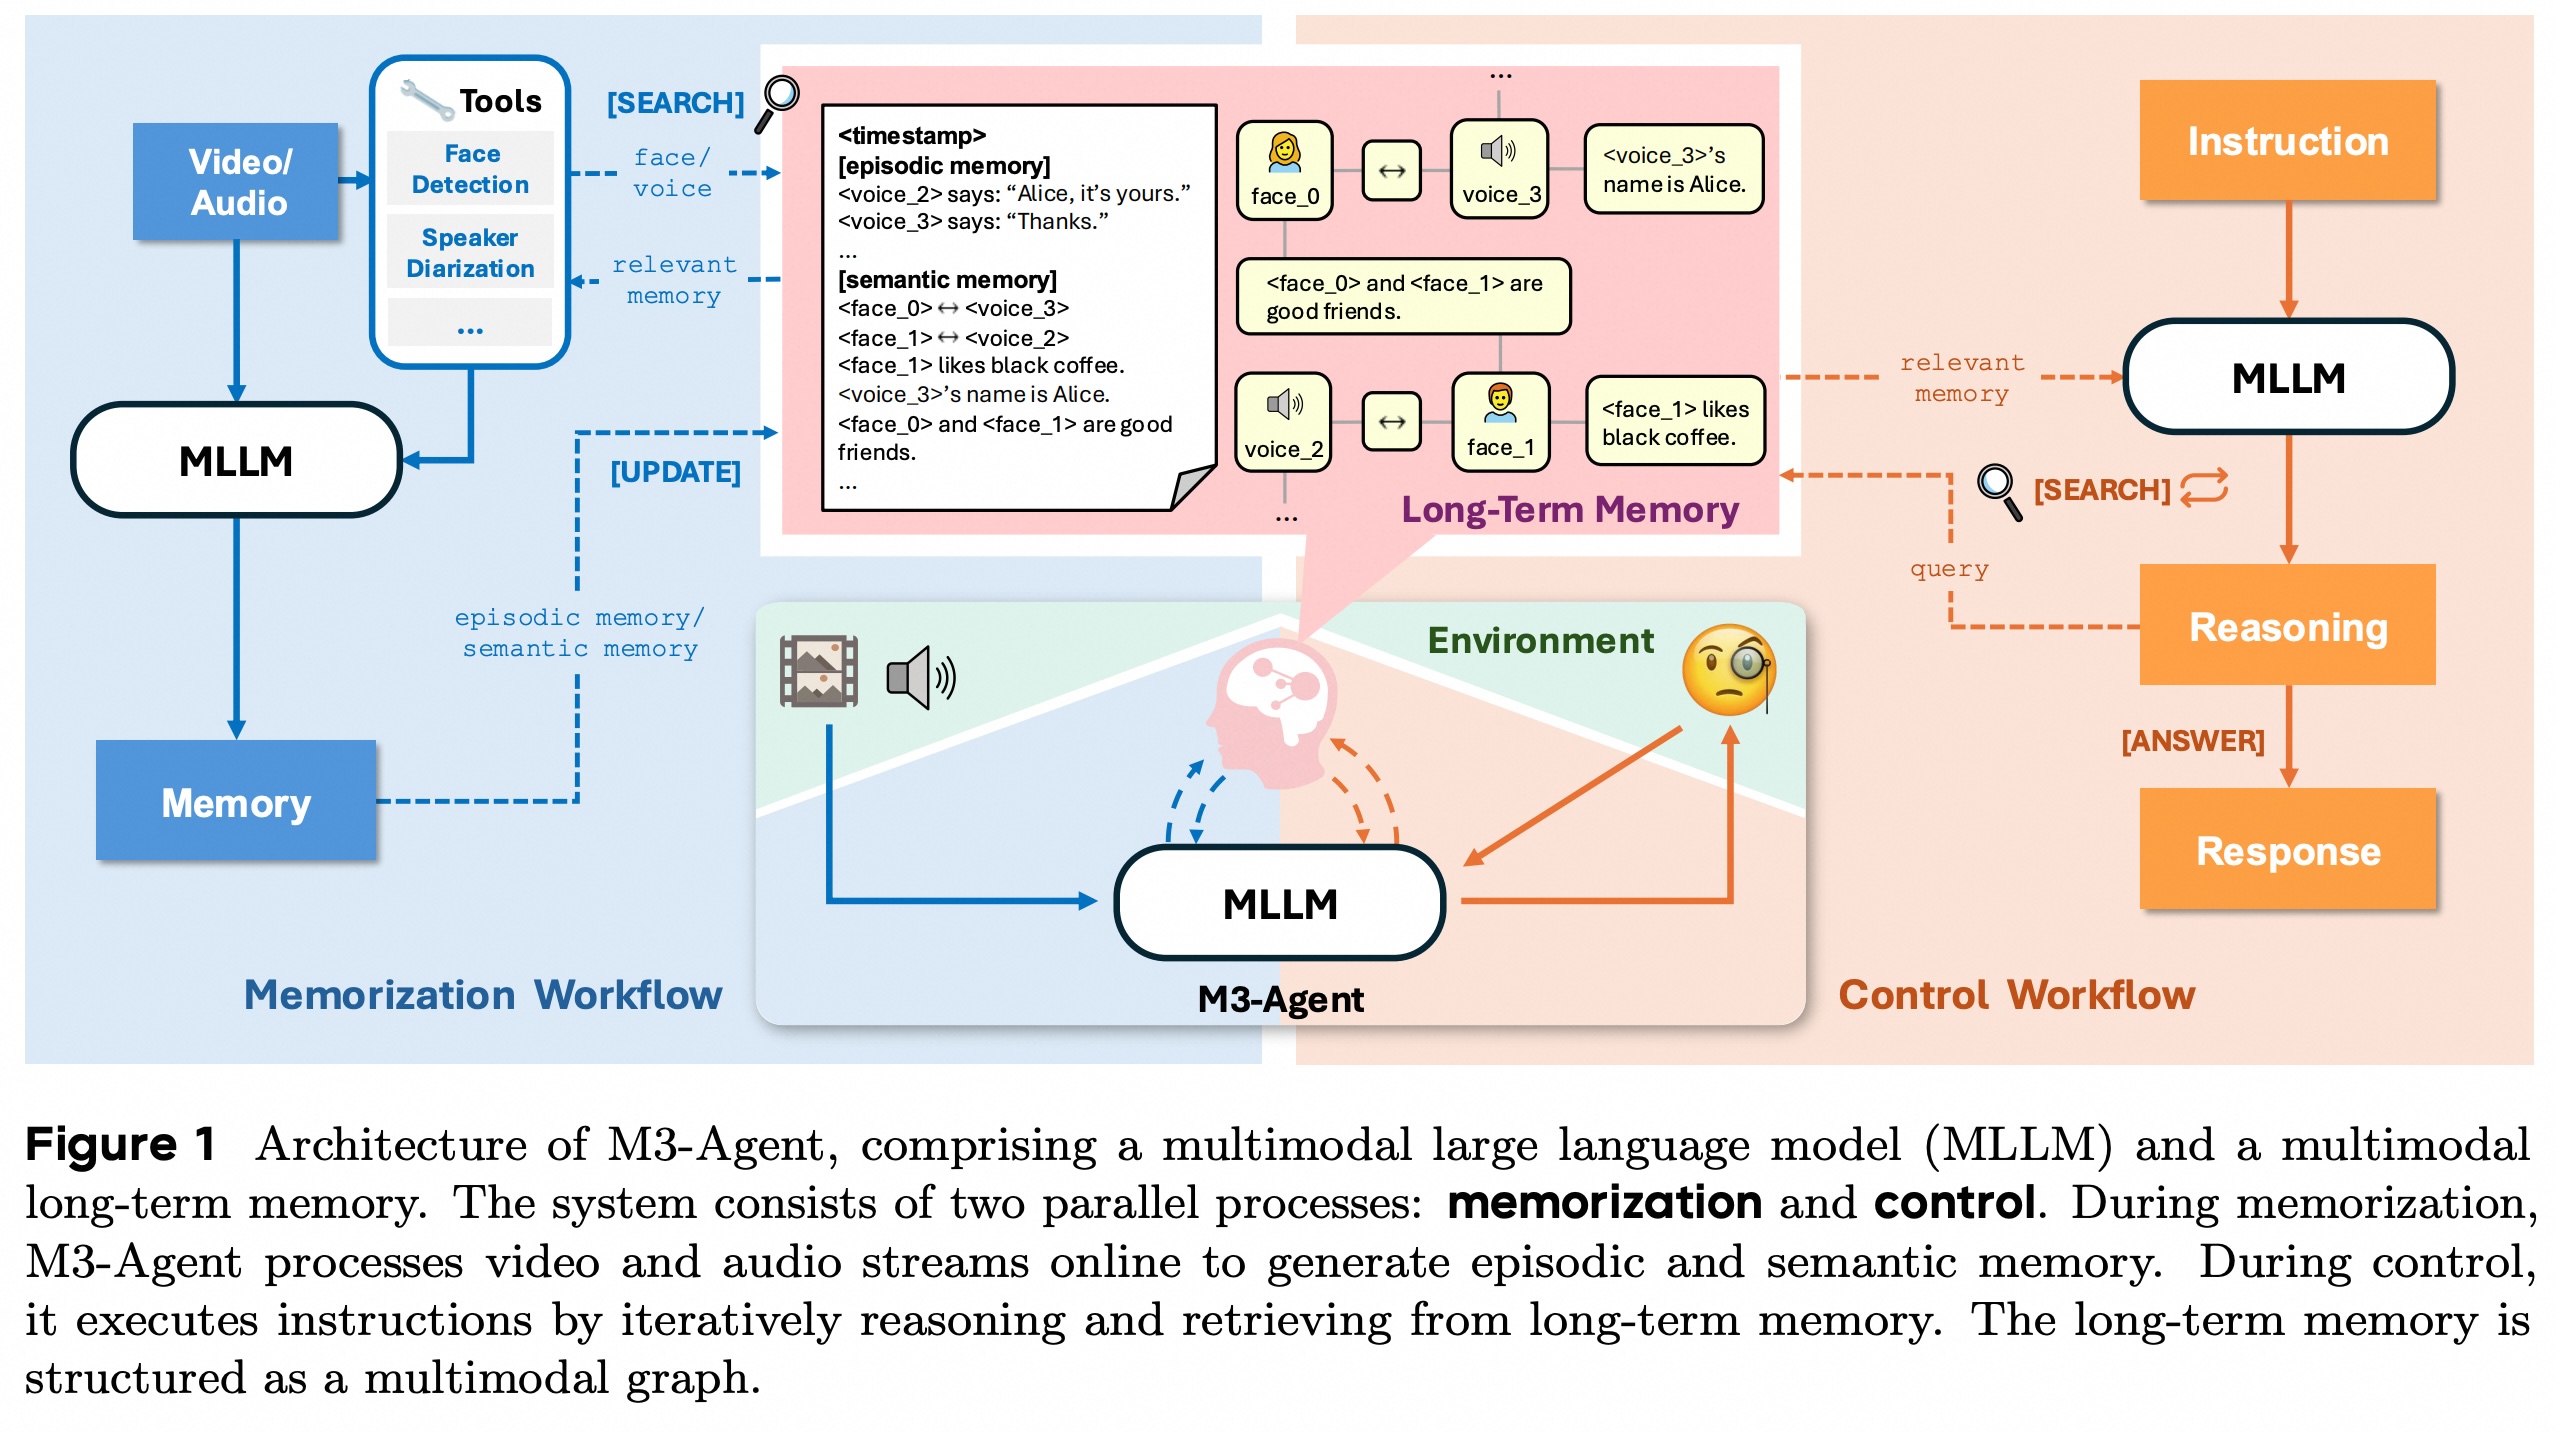 Tools
Face
Detection
Speaker
Diarization
...
Video/
Audio
MLLM
Memory
[SEARCH]
face/
voice
relevant
memory
[UPDATE]
episodic memory/
semantic memory
Memorization Workflow
<timestamp>
[episodic memory]
<voice_2> says: “Alice, it’s yours.”
<voice_3> says: “Thanks.”
...
[semantic memory]
<face_0> ↔ <voice_3>
<face_1> ↔ <voice_2>
<face_1> likes black coffee.
<voice_3>’s name is Alice.
<face_0> and <face_1> are good
friends.
...
...
face_0
↔
voice_3
<voice_3>’s
name is Alice.
<face_0> and <face_1> are
good friends.
voice_2
↔
face_1
<face_1> likes
black coffee.
...
Long-Term Memory
Environment
MLLM
M3-Agent
Instruction
MLLM
relevant
memory
[SEARCH]
query
Reasoning
[ANSWER]
Response
Control Workflow
Figure 1 Architecture of M3-Agent, comprising a multimodal large language model (MLLM) and a multimodal
long-term memory. The system consists of two parallel processes: memorization and control. During memorization,
M3-Agent processes video and audio streams online to generate episodic and semantic memory. During control,
it executes instructions by iteratively reasoning and retrieving from long-term memory. The long-term memory is
structured as a multimodal graph.